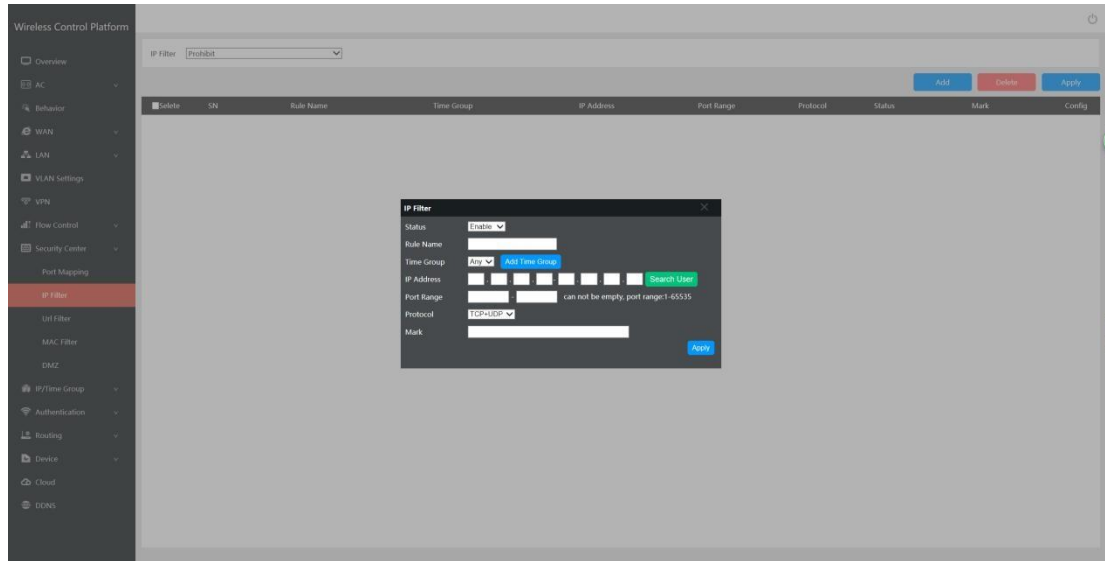 Wireless Control Platform
Overview
AC
Behavior
WAN
LAN
VLAN Settings
VPN
Flow Control
Security Center
Port Mapping
IP Filter
Url Filter
MAC Filter
DMZ
IP/Time Group
Authentication
Routing
Device
Cloud
DDNS
IP Filter Prohibit
Add Delete Apply
Selete SN Rule Name Time Group IP Address Port Range Protocol Status Mark Config
IP Filter
Status Enable
Rule Name
Time Group Any Add Time Group
IP Address . . . - . . . Search User
Port Range - can not be empty, port range:1-65535
Protocol TCP+UDP
Mark
Apply